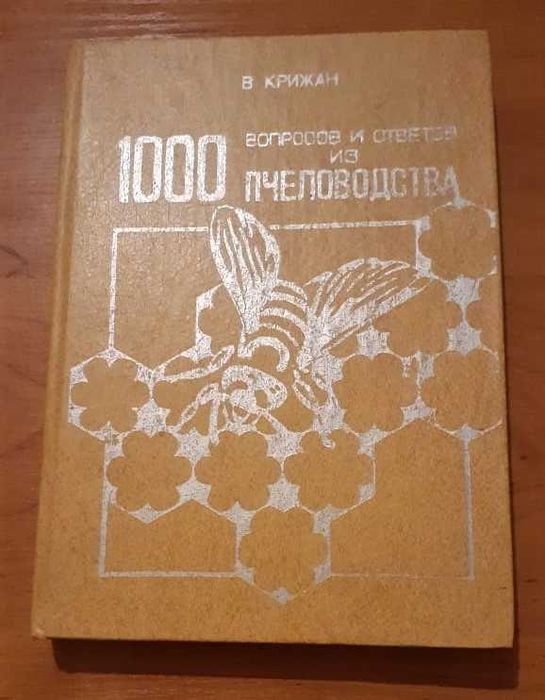 В КРИЖАН
1000 ВОПРОСОВ И ОТВЕТОВ
ИЗ
ПЧЕЛОВОДСТВА